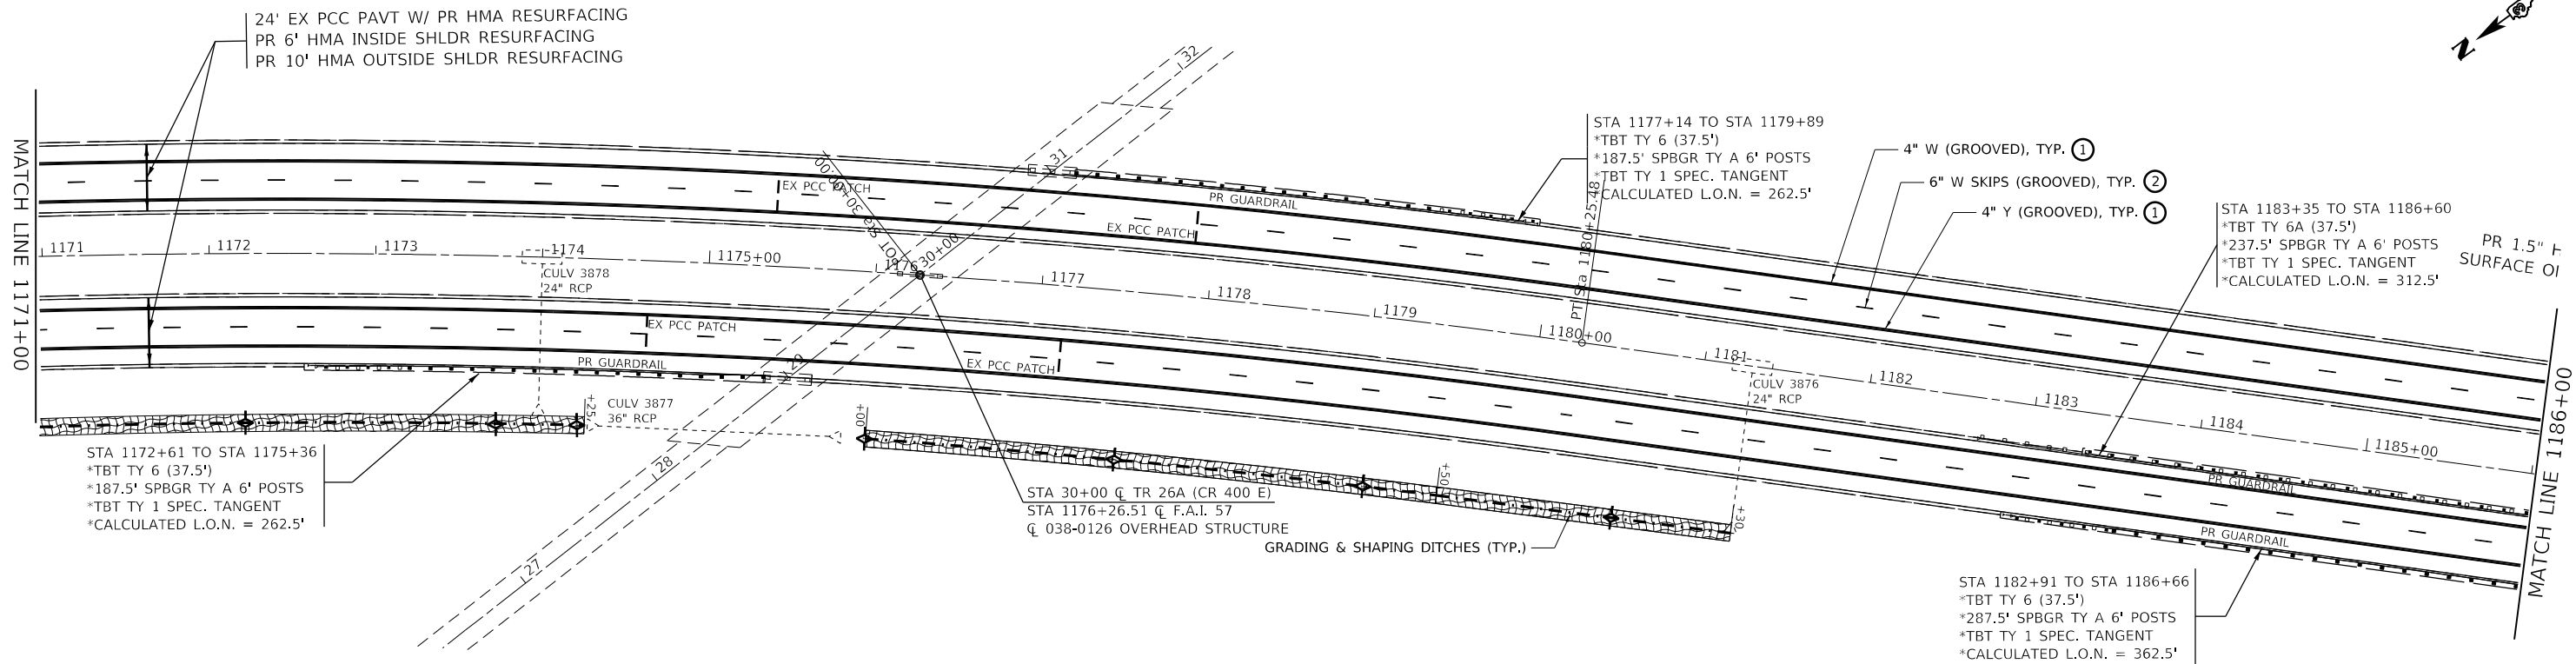 24' EX PCC PAVT W/ PR HMA RESURFACING
PR 6' HMA INSIDE SHLDR RESURFACING
PR 10' HMA OUTSIDE SHLDR RESURFACING
N
MATCH LINE 1171+00
32
31
30+00
29
28
27
POT Sta 30+00.00
STA 1177+14 TO STA 1179+89
*TBT TY 6 (37.5')
*187.5' SPBGR TY A 6' POSTS
*TBT TY 1 SPEC. TANGENT
*CALCULATED L.O.N. = 262.5'
4" W (GROOVED), TYP. 1
6" W SKIPS (GROOVED), TYP. 2
4" Y (GROOVED), TYP. 1
STA 1183+35 TO STA 1186+60
*TBT TY 6A (37.5')
*237.5' SPBGR TY A 6' POSTS
*TBT TY 1 SPEC. TANGENT
*CALCULATED L.O.N. = 312.5'
PR 1.5"
SURFACE
EX PCC PATCH
PR GUARDRAIL
EX PCC PATCH
PT Sta 1180+25.48
1171
1172
1173
1174
1175+00
1176
1177
1178
1179
1180+00
1181
1182
1183
1184
1185+00
CULV 3878
24" RCP
CULV 3876
24" RCP
EX PCC PATCH
EX PCC PATCH
PR GUARDRAIL
PR GUARDRAIL
PR GUARDRAIL
+25
CULV 3877
36" RCP
+00
+50
+30
STA 1172+61 TO STA 1175+36
*TBT TY 6 (37.5')
*187.5' SPBGR TY A 6' POSTS
*TBT TY 1 SPEC. TANGENT
*CALCULATED L.O.N. = 262.5'
STA 30+00 ℄ TR 26A (CR 400 E)
STA 1176+26.51 ℄ F.A.I. 57
℄ 038-0126 OVERHEAD STRUCTURE
GRADING & SHAPING DITCHES (TYP.)
STA 1182+91 TO STA 1186+66
*TBT TY 6 (37.5')
*287.5' SPBGR TY A 6' POSTS
*TBT TY 1 SPEC. TANGENT
*CALCULATED L.O.N. = 362.5'
MATCH LINE 1186+00